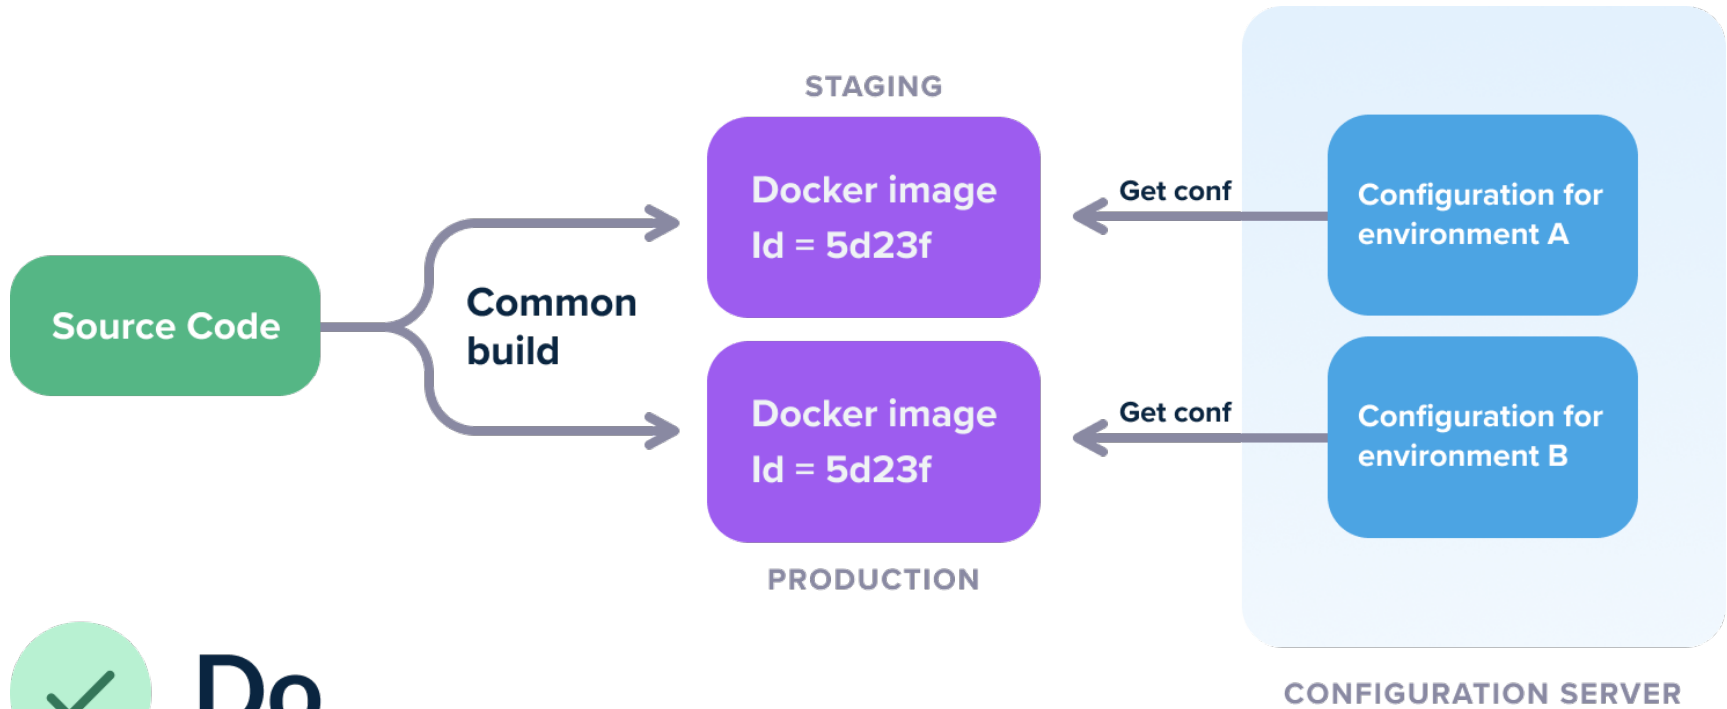 STAGING
Docker image
Id = 5d23f
Get conf
Configuration for
environment A
Source Code
Common
build
Docker image
Id = 5d23f
Get conf
Configuration for
environment B
PRODUCTION
Do
CONFIGURATION SERVER